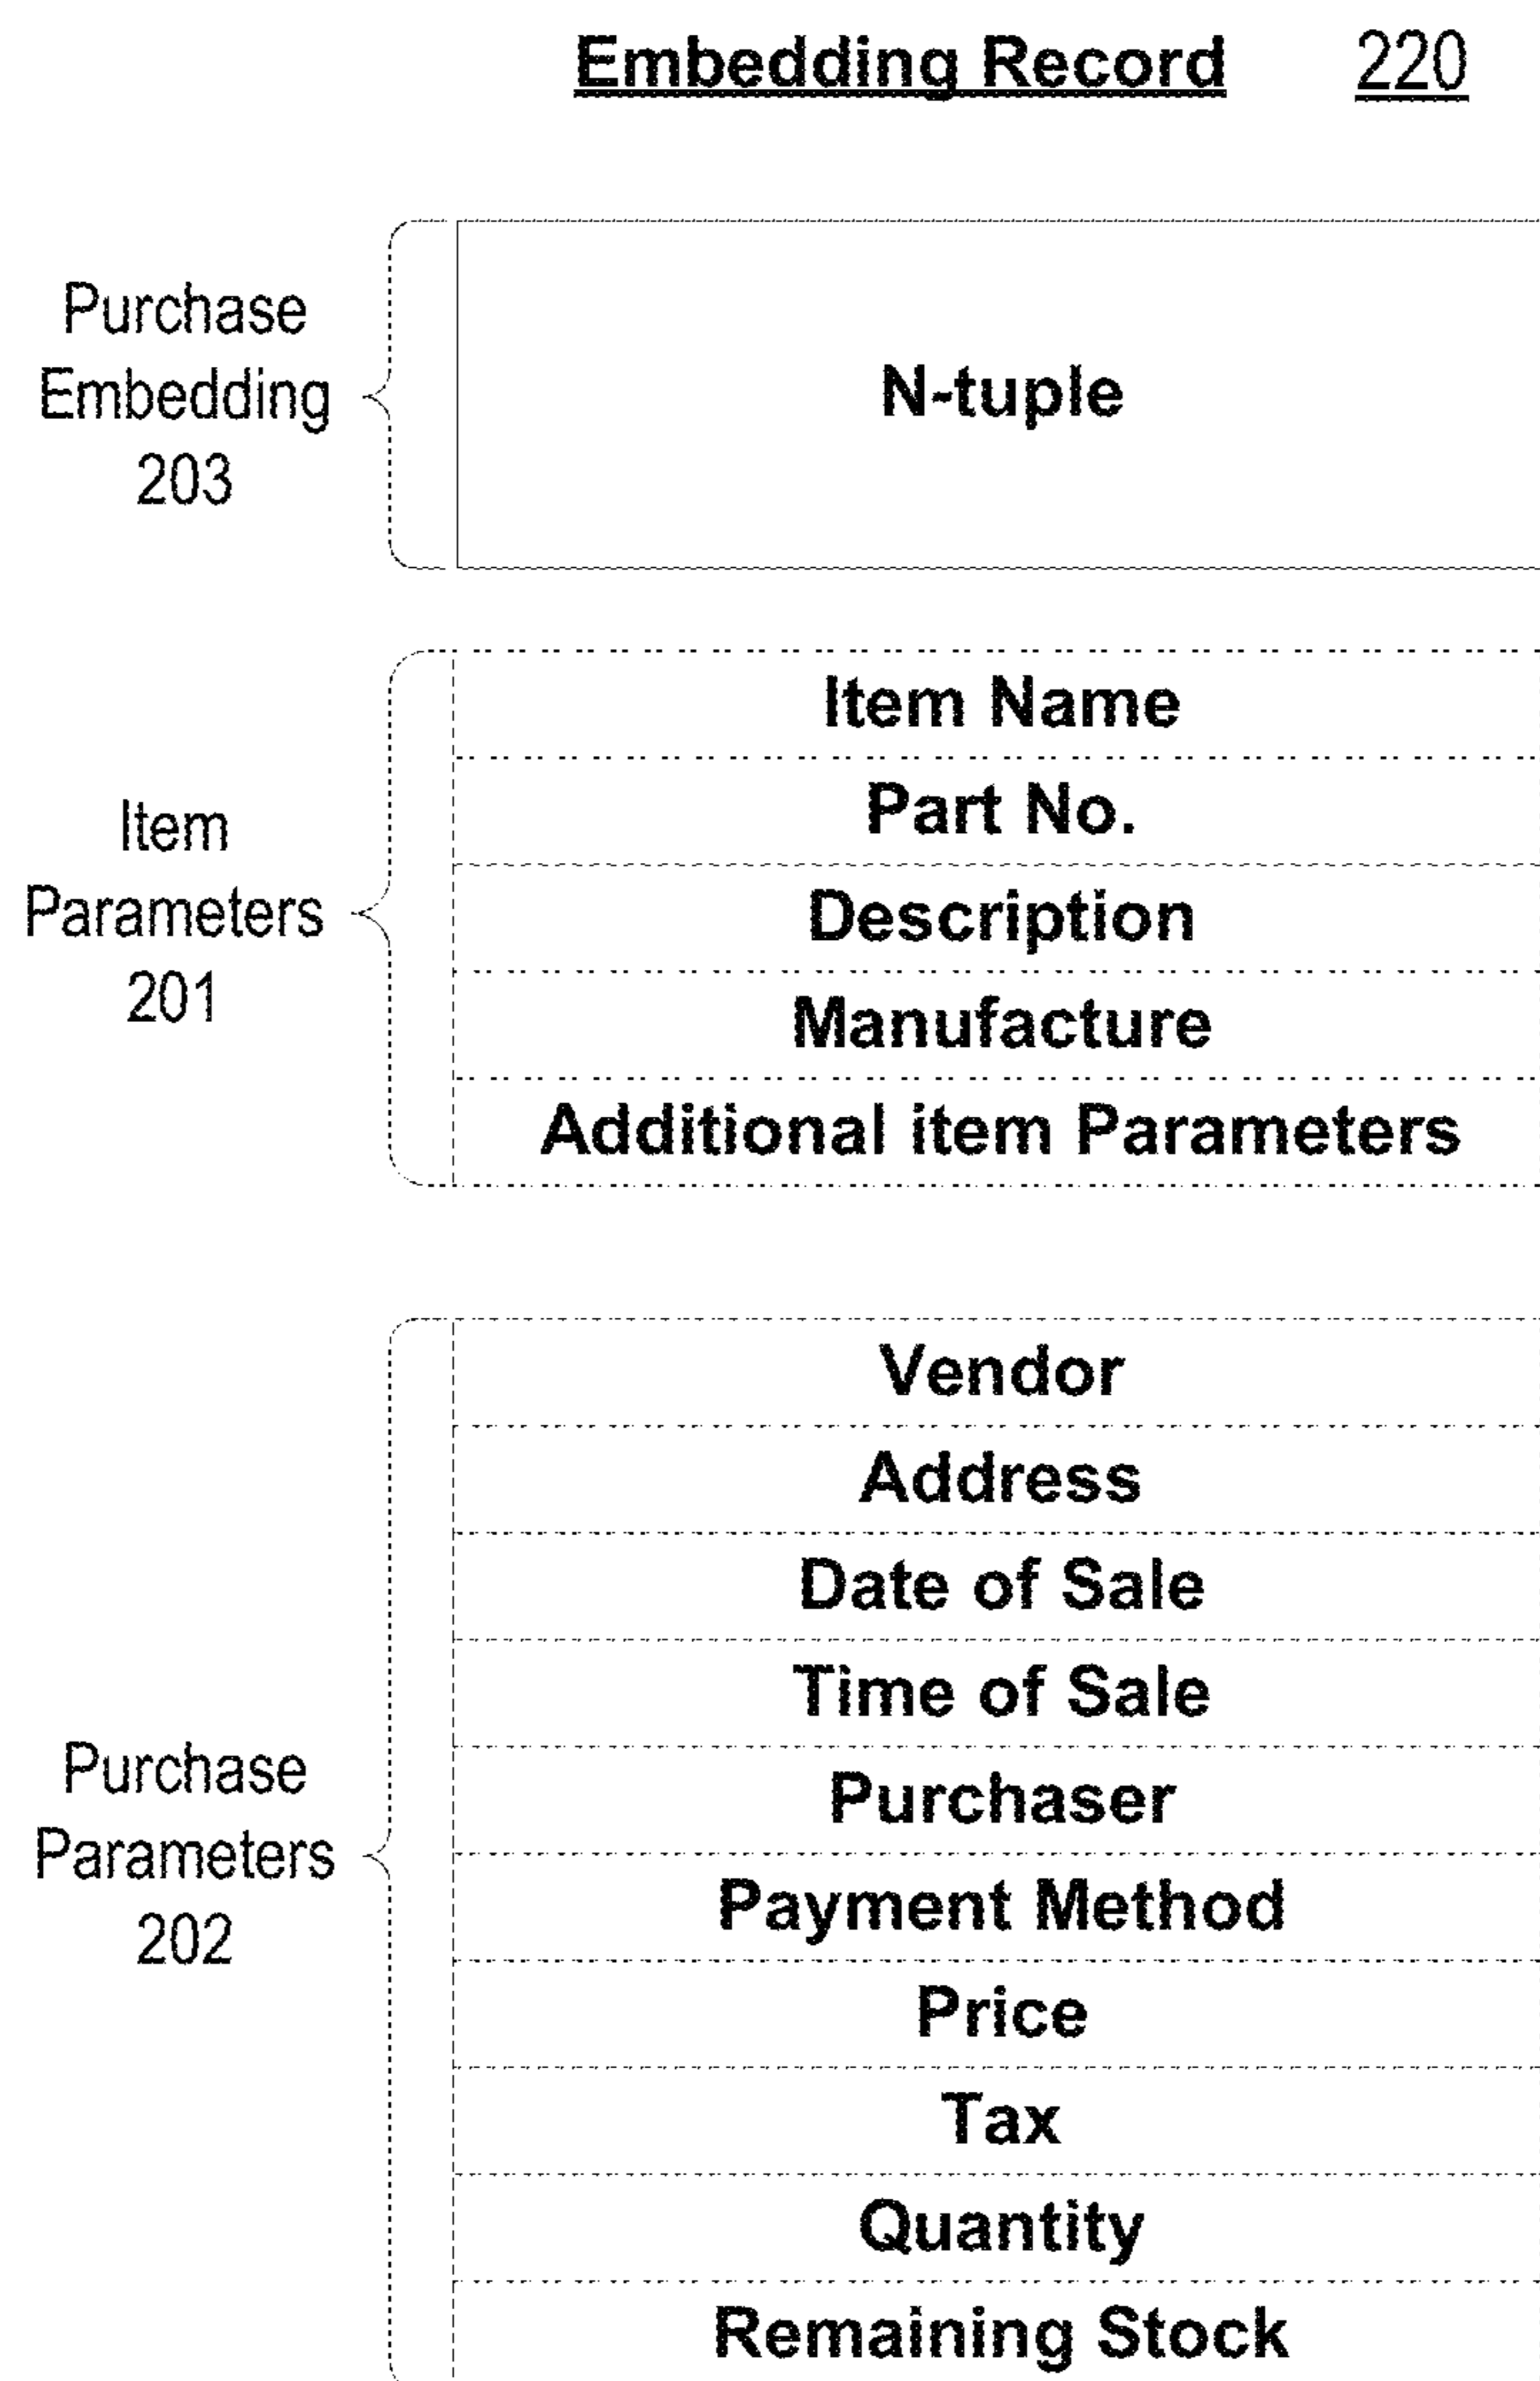 Embedding Record 220
Purchase
Embedding
203
N-tuple
Item
Parameters
201
Item Name
Part No.
Description
Manufacture
Additional item Parameters
Purchase
Parameters
202
Vendor
Address
Date of Sale
Time of Sale
Purchaser
Payment Method
Price
Tax
Quantity
Remaining Stock